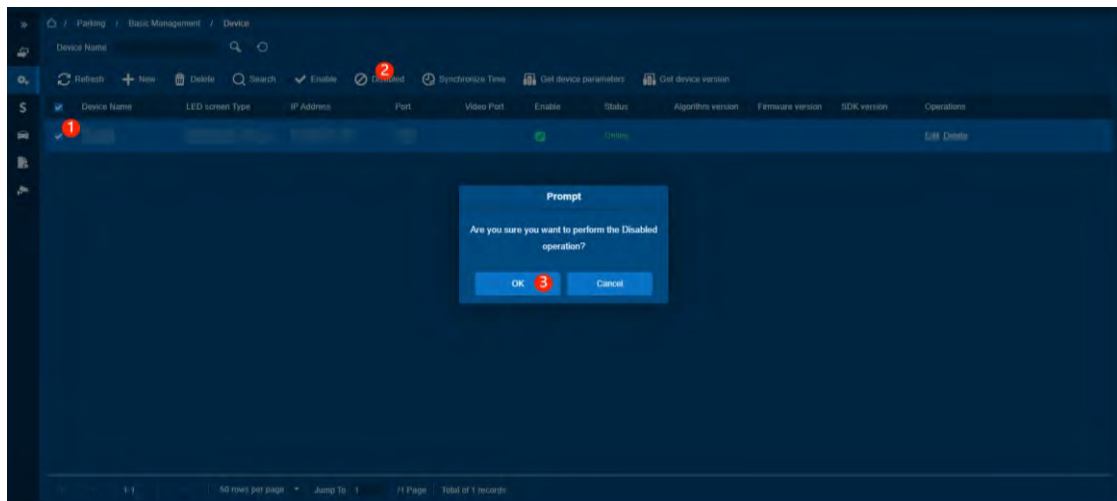 / Parking / Basic Management / Device
Device Name
2
Refresh New Delete Search Enable Disabled Synchronize Time Get device parameters Get device version
Device Name LED screen Type IP Address Port Video Port Enable Status Algorithm version Firmware version SDK version Operations
1
Online Edit Delete
Prompt
Are you sure you want to perform the Disabled
operation?
OK 3 Cancel
50 rows per page Jump To 1 /1 Page Total of 1 records